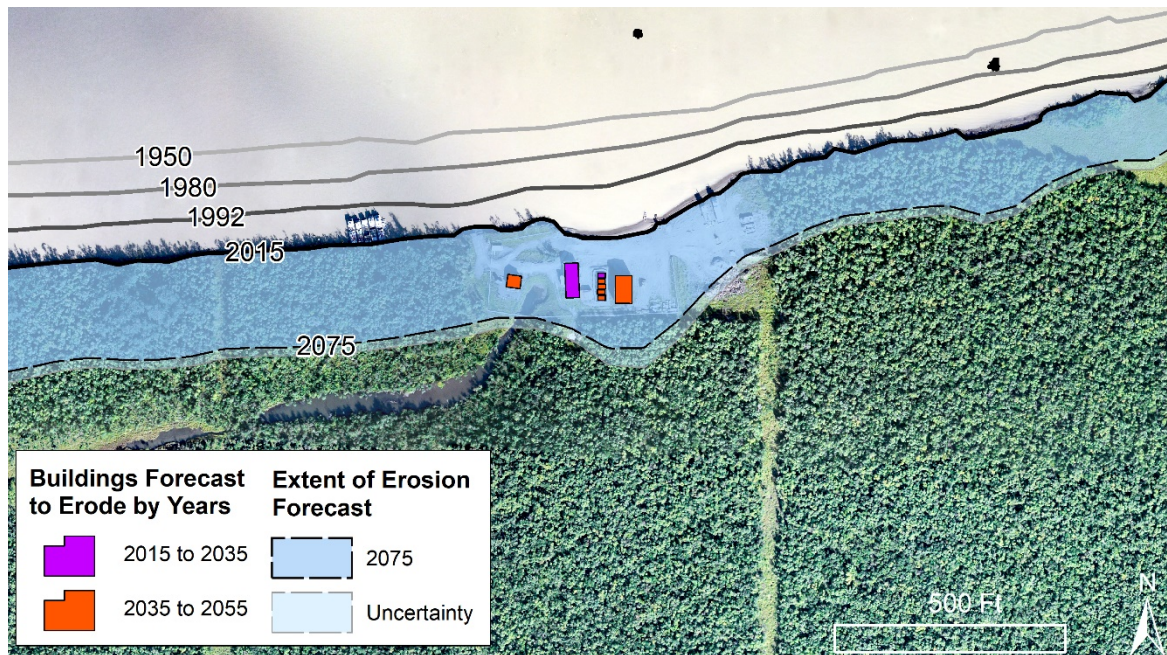 1950
1980
1992
2015
2075
Buildings Forecast
to Erode by Years
2015 to 2035
2035 to 2055
Extent of Erosion
Forecast
2075
Uncertainty
500 Ft
N